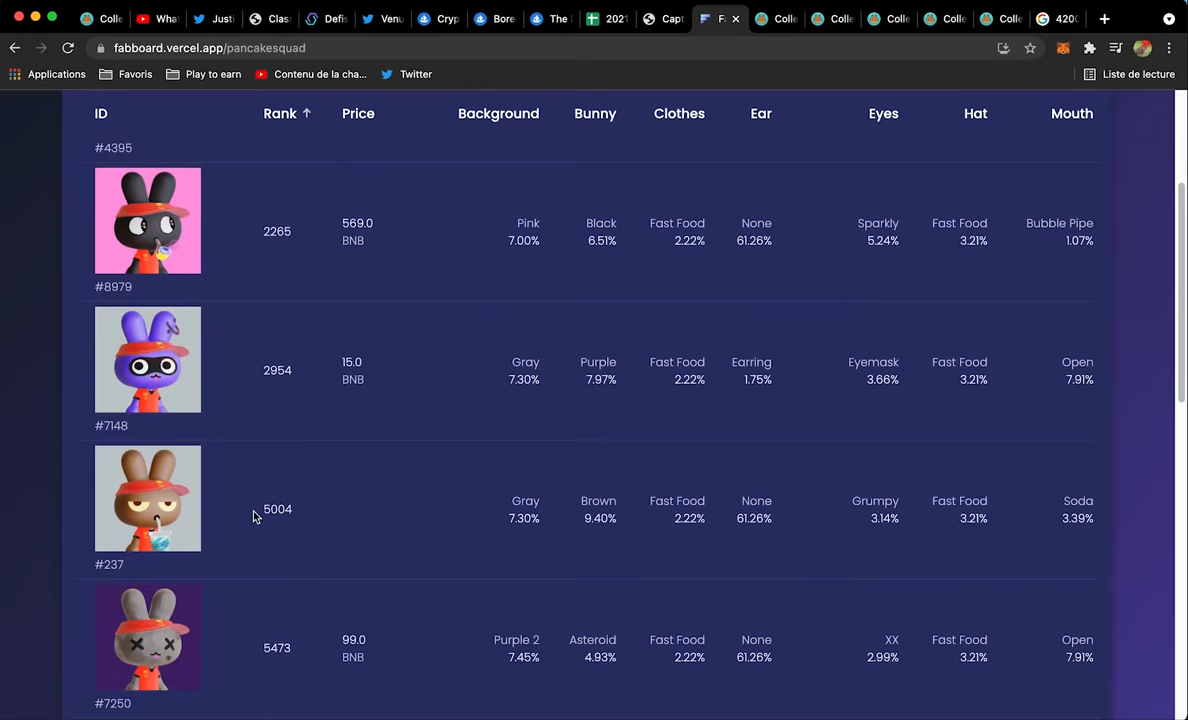 Colle
What
Justi
Class
Defis
Venu
Cryp
Bore
The
2021
Capt
F
Colle
Colle
Colle
Colle
Colle
420
fabboard.vercel.app/pancakesquad
Applications
Favoris
Play to earn
Contenu de la cha...
Twitter
Liste de lecture
ID Rank ↑ Price Background Bunny Clothes Ear Eyes Hat Mouth
#4395
2265 569.0 BNB Pink 7.00% Black 6.51% Fast Food 2.22% None 61.26% Sparkly 5.24% Fast Food 3.21% Bubble Pipe 1.07%
#8979
2954 15.0 BNB Gray 7.30% Purple 7.97% Fast Food 2.22% Earring 1.75% Eyemask 3.66% Fast Food 3.21% Open 7.91%
#7148
5004 Gray 7.30% Brown 9.40% Fast Food 2.22% None 61.26% Grumpy 3.14% Fast Food 3.21% Soda 3.39%
#237
5473 99.0 BNB Purple 2 7.45% Asteroid 4.93% Fast Food 2.22% None 61.26% XX 2.99% Fast Food 3.21% Open 7.91%
#7250